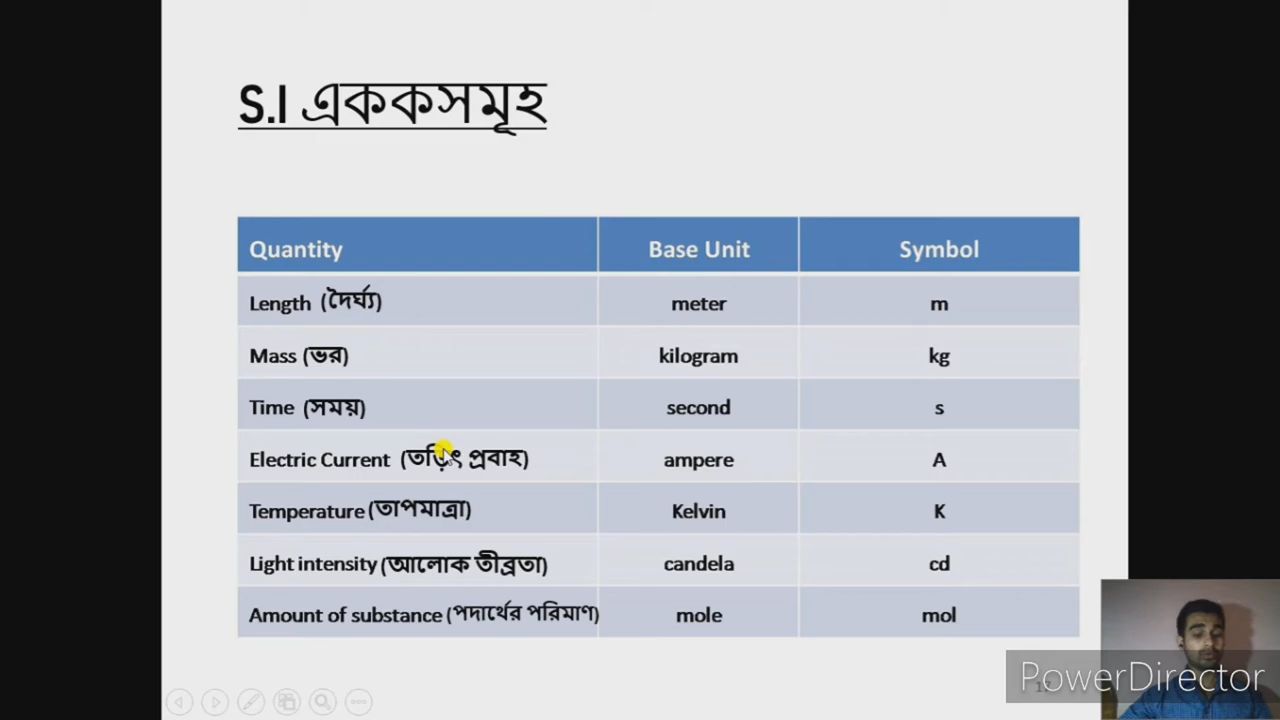 S.I এককসমূহ
Quantity Base Unit Symbol
Length (দৈর্ঘ্য) meter m
Mass (ভর) kilogram kg
Time (সময়) second s
Electric Current (তড়িৎ প্রবাহ) ampere A
Temperature (তাপমাত্রা) Kelvin K
Light intensity (আলোক তীব্রতা) candela cd
Amount of substance (পদার্থের পরিমাণ) mole mol
PowerDirector